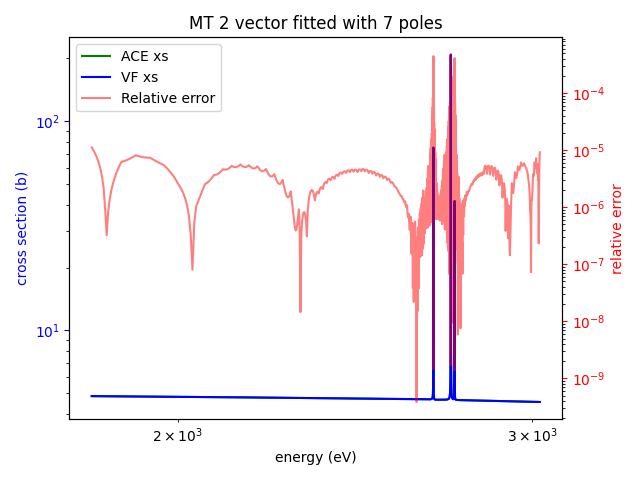 MT 2 vector fitted with 7 poles
ACE xs
VF xs
Relative error
10²
10¹
cross section (b)
10⁻⁴
10⁻⁵
10⁻⁶
10⁻⁷
10⁻⁸
10⁻⁹
relative error
2 × 10³
3 × 10³
energy (eV)